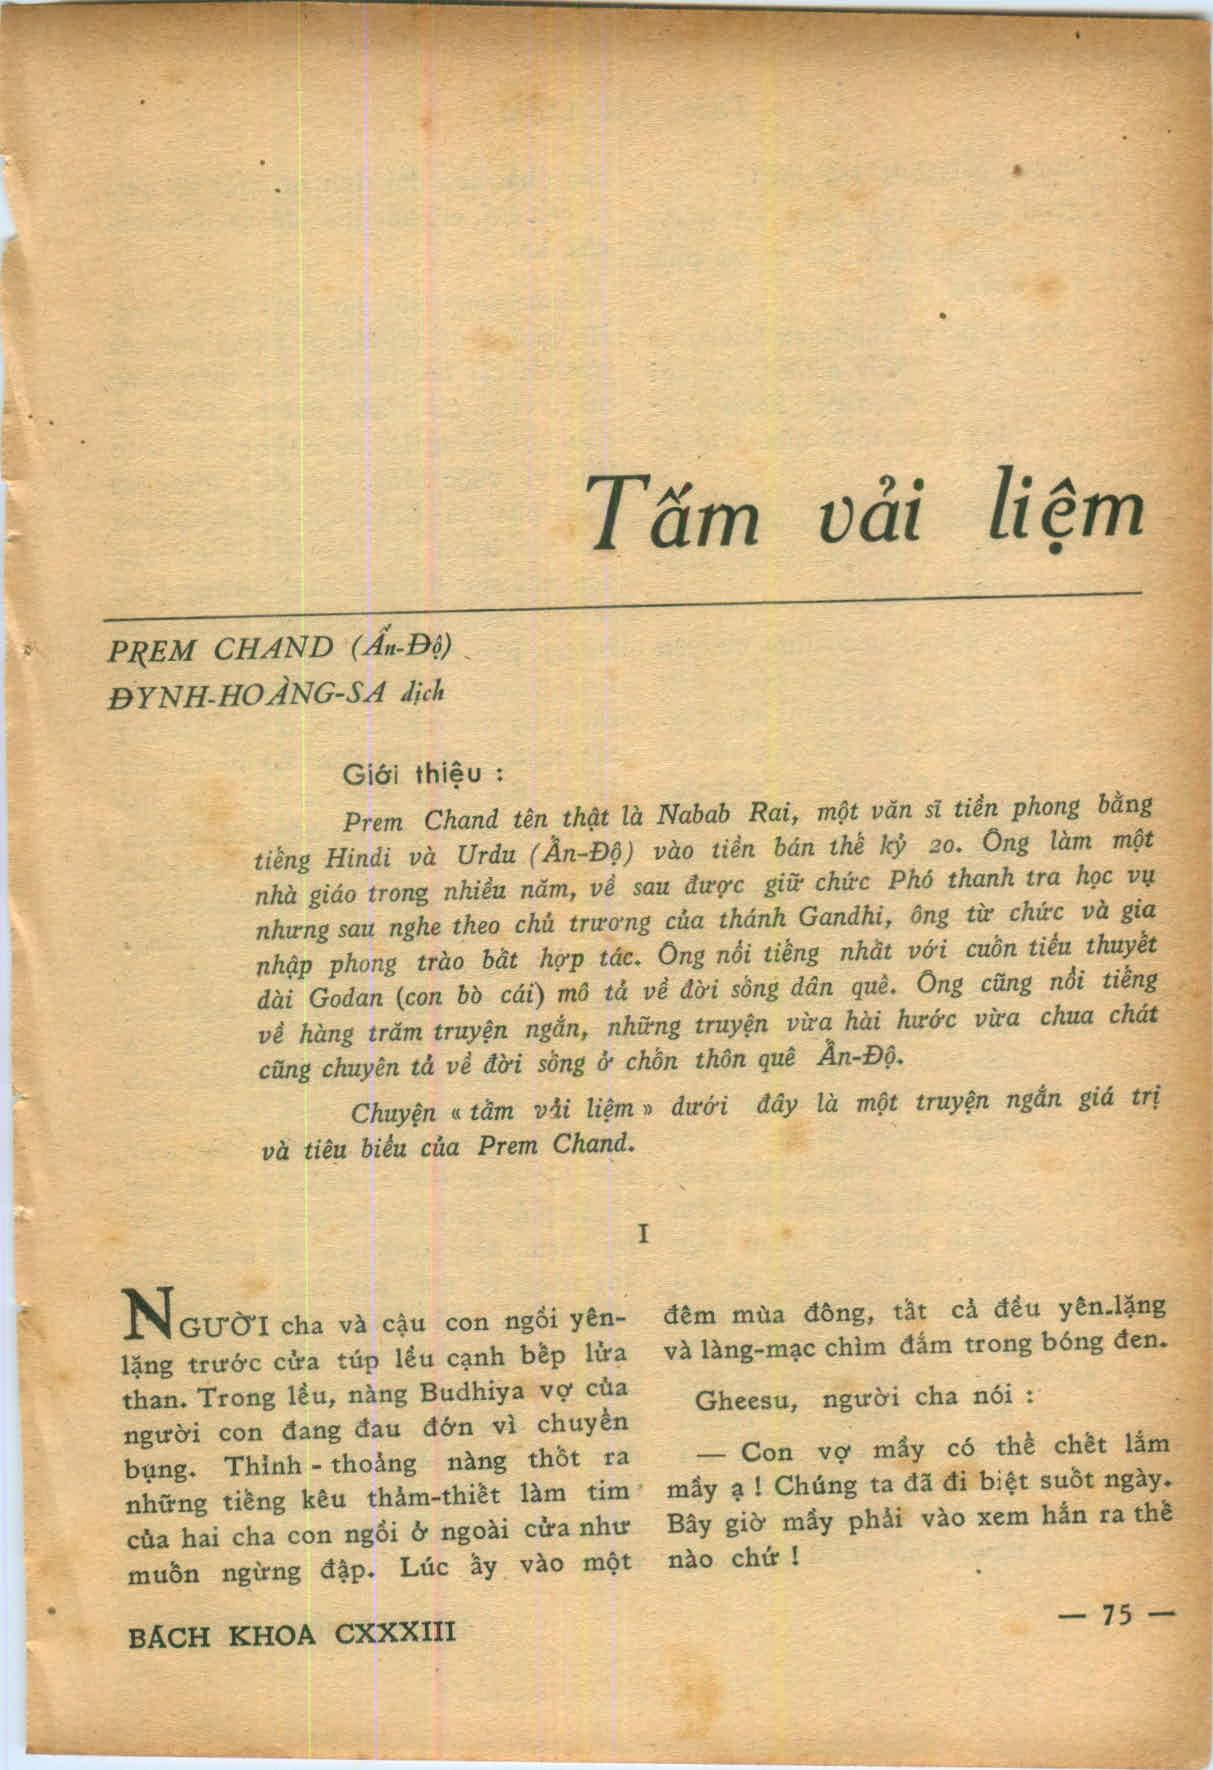 Tấm vải liệm
PREM CHAND (Ấn-Độ)
ĐYNH-HOÀNG-SA dịch
Giới thiệu :
Prem Chand tên thật là Nabab Rai, một văn sĩ tiền phong bằng
tiếng Hindi và Urdu (Ấn-Độ) vào tiền bán thế kỷ 20. Ông làm một
nhà giáo trong nhiều năm, về sau được giữ chức Phó thanh tra học vụ
nhưng sau nghe theo chủ trương của thánh Gandhi, ông từ chức và gia
nhập phong trào bất hợp tác. Ông nổi tiếng nhất với cuốn tiểu thuyết
dài Godan (con bò cái) mô tả về đời sống dân quê. Ông cũng nổi tiếng
về hàng trăm truyện ngắn, những truyện vừa hài hước vừa chua chát
cũng chuyên tả về đời sống ở chốn thôn quê Ấn-Độ.
Chuyện « tấm vải liệm » dưới đây là một truyện ngắn giá trị
và tiêu biểu của Prem Chand.
I
NGƯỜI cha và cậu con ngồi yên-
lặng trước cửa túp lều cạnh bếp lửa
than. Trong lều, nàng Budhiya vợ của
người con đang đau đớn vì chuyển
bụng. Thỉnh - thoảng nàng thốt ra
những tiếng kêu thảm-thiết làm tim
của hai cha con ngồi ở ngoài cửa như
muốn ngừng đập. Lúc ấy vào một
đêm mùa đông, tất cả đều yên-lặng
và làng-mạc chìm đắm trong bóng đen.
Gheesu, người cha nói :
— Con vợ mầy có thể chết lắm
mầy ạ ! Chúng ta đã đi biệt suốt ngày.
Bây giờ mầy phải vào xem hắn ra thế
nào chứ !
BÁCH KHOA CXXXIII
— 75 —